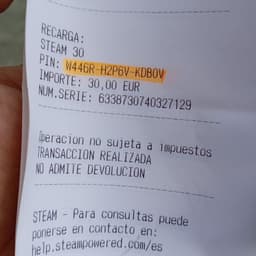 RECARGA:
STEAM 30
PIN: W446R-H2P6V-KDB0V
IMPORTE: 30,00 EUR
NUM.SERIE: 6338730740327129
Operacion no sujeta a impuestos
TRANSACCION REALIZADA
NO ADMITE DEVOLUCION
STEAM - Para consultas puede
ponerse en contacto en:
help.steampowered.com/es